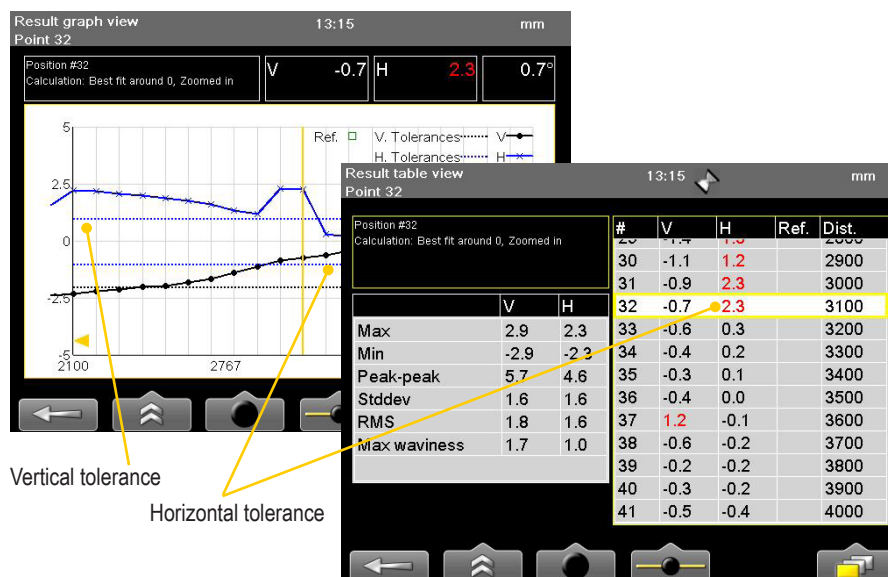 Result graph view 13:15 mm
Point 32
Position #32
Calculation: Best fit around 0, Zoomed in
V -0.7 H 2.3 0.7°
5
2.5
0
-2.5
-5
2100 2767
Ref. V. Tolerances V
H. Tolerances H
Vertical tolerance
Horizontal tolerance
Result table view 13:15 mm
Point 32
Position #32
Calculation: Best fit around 0, Zoomed in
V H
Max 2.9 2.3
Min -2.9 -2.3
Peak-peak 5.7 4.6
Stddev 1.6 1.6
RMS 1.8 1.6
Max waviness 1.7 1.0
# V H Ref. Dist.
30 -1.1 1.2 2900
31 -0.9 2.3 3000
32 -0.7 2.3 3100
33 -0.6 0.3 3200
34 -0.4 0.2 3300
35 -0.3 0.1 3400
36 -0.4 0.0 3500
37 1.2 -0.1 3600
38 -0.6 -0.2 3700
39 -0.2 -0.2 3800
40 -0.3 -0.2 3900
41 -0.5 -0.4 4000